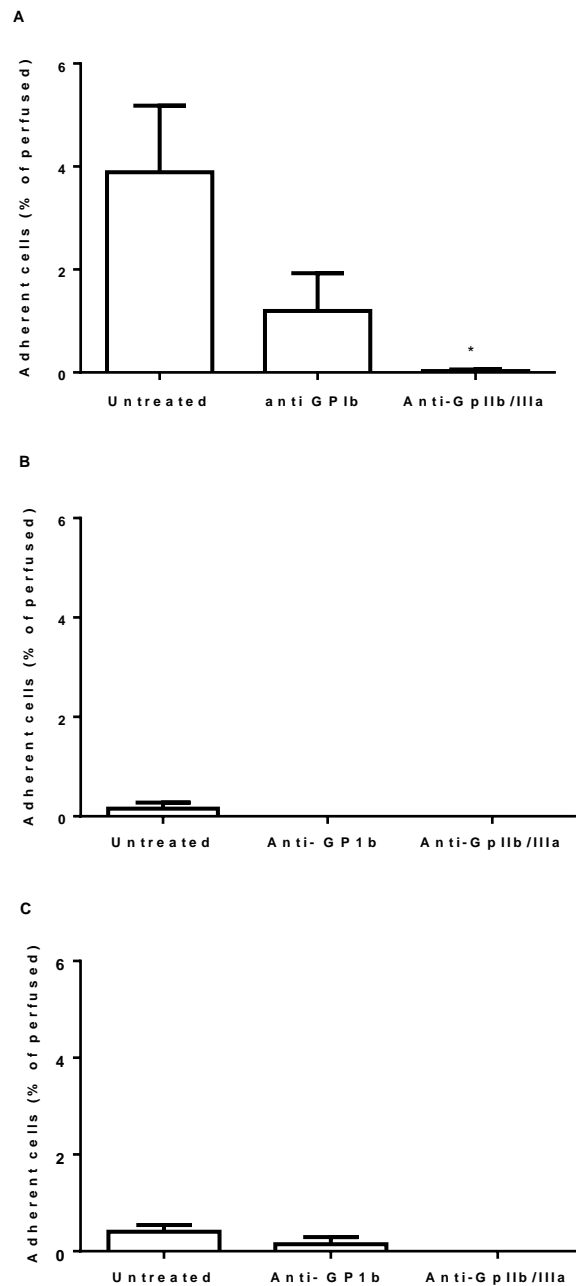 A
Adherent cells (% of perfused)
6
4
2
0
*
Untreated anti GPIb Anti-GpIIb/IIIa
B
Adherent cells (% of perfused)
6
4
2
0
Untreated Anti- GP1b Anti-GpIIb/IIIa
C
Adherent cells (% of perfused)
6
4
2
0
Untreated Anti- GP1b Anti-GpIIb/IIIa